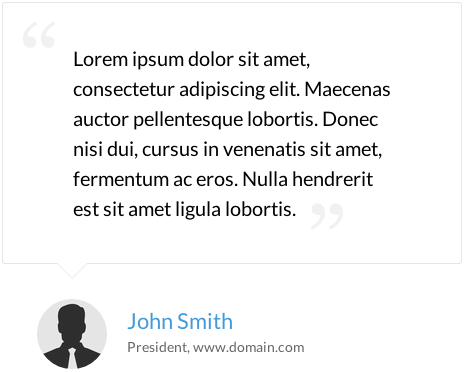 “
Lorem ipsum dolor sit amet,
consectetur adipiscing elit. Maecenas
auctor pellentesque lobortis. Donec
nisi dui, cursus in venenatis sit amet,
fermentum ac eros. Nulla hendrerit
est sit amet ligula lobortis. ”
John Smith
President, www.domain.com